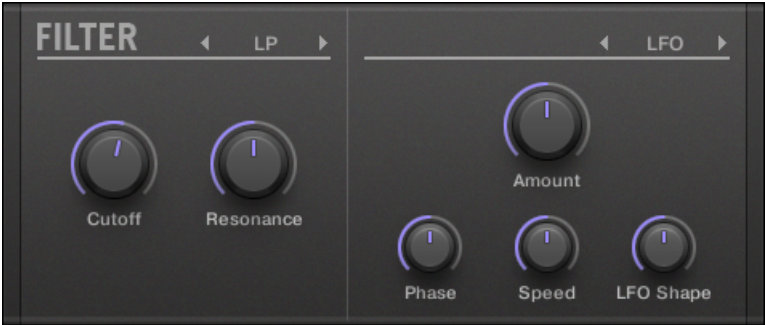 FILTER LP LFO
Amount
Cutoff Resonance
Phase Speed LFO Shape